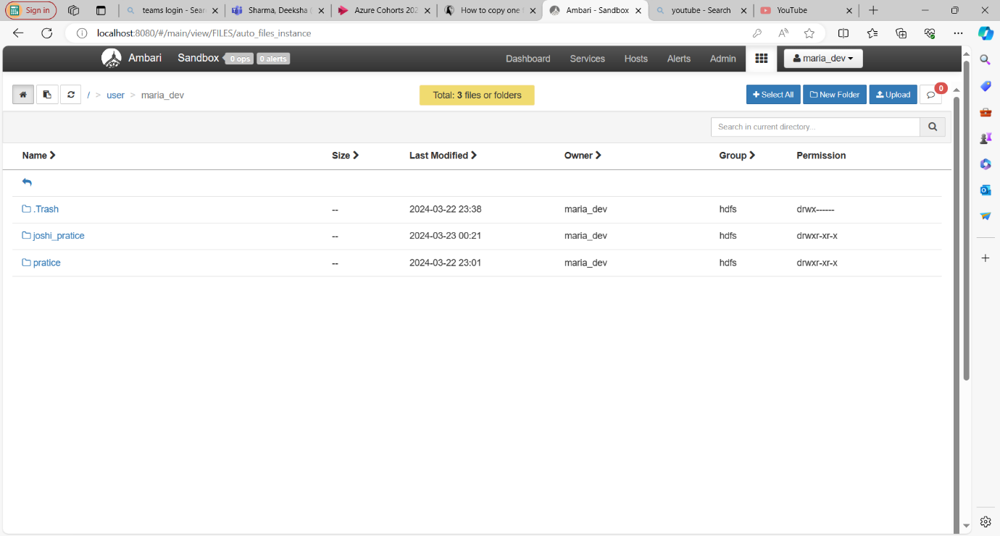 Sign in
teams login - Sear
Sharma, Deeksha (
Azure Cohorts 202
How to copy one f
Ambari - Sandbox
youtube - Search
YouTube
localhost:8080/#/main/view/FILES/auto_files_instance
Ambari Sandbox 0 ops 0 alerts Dashboard Services Hosts Alerts Admin maria_dev
/ > user > maria_dev Total: 3 files or folders Select All New Folder Upload 0
Search in current directory...
Name Size Last Modified Owner Group Permission
.Trash -- 2024-03-22 23:38 maria_dev hdfs drwx------
joshi_pratice -- 2024-03-23 00:21 maria_dev hdfs drwxr-xr-x
pratice -- 2024-03-22 23:01 maria_dev hdfs drwxr-xr-x